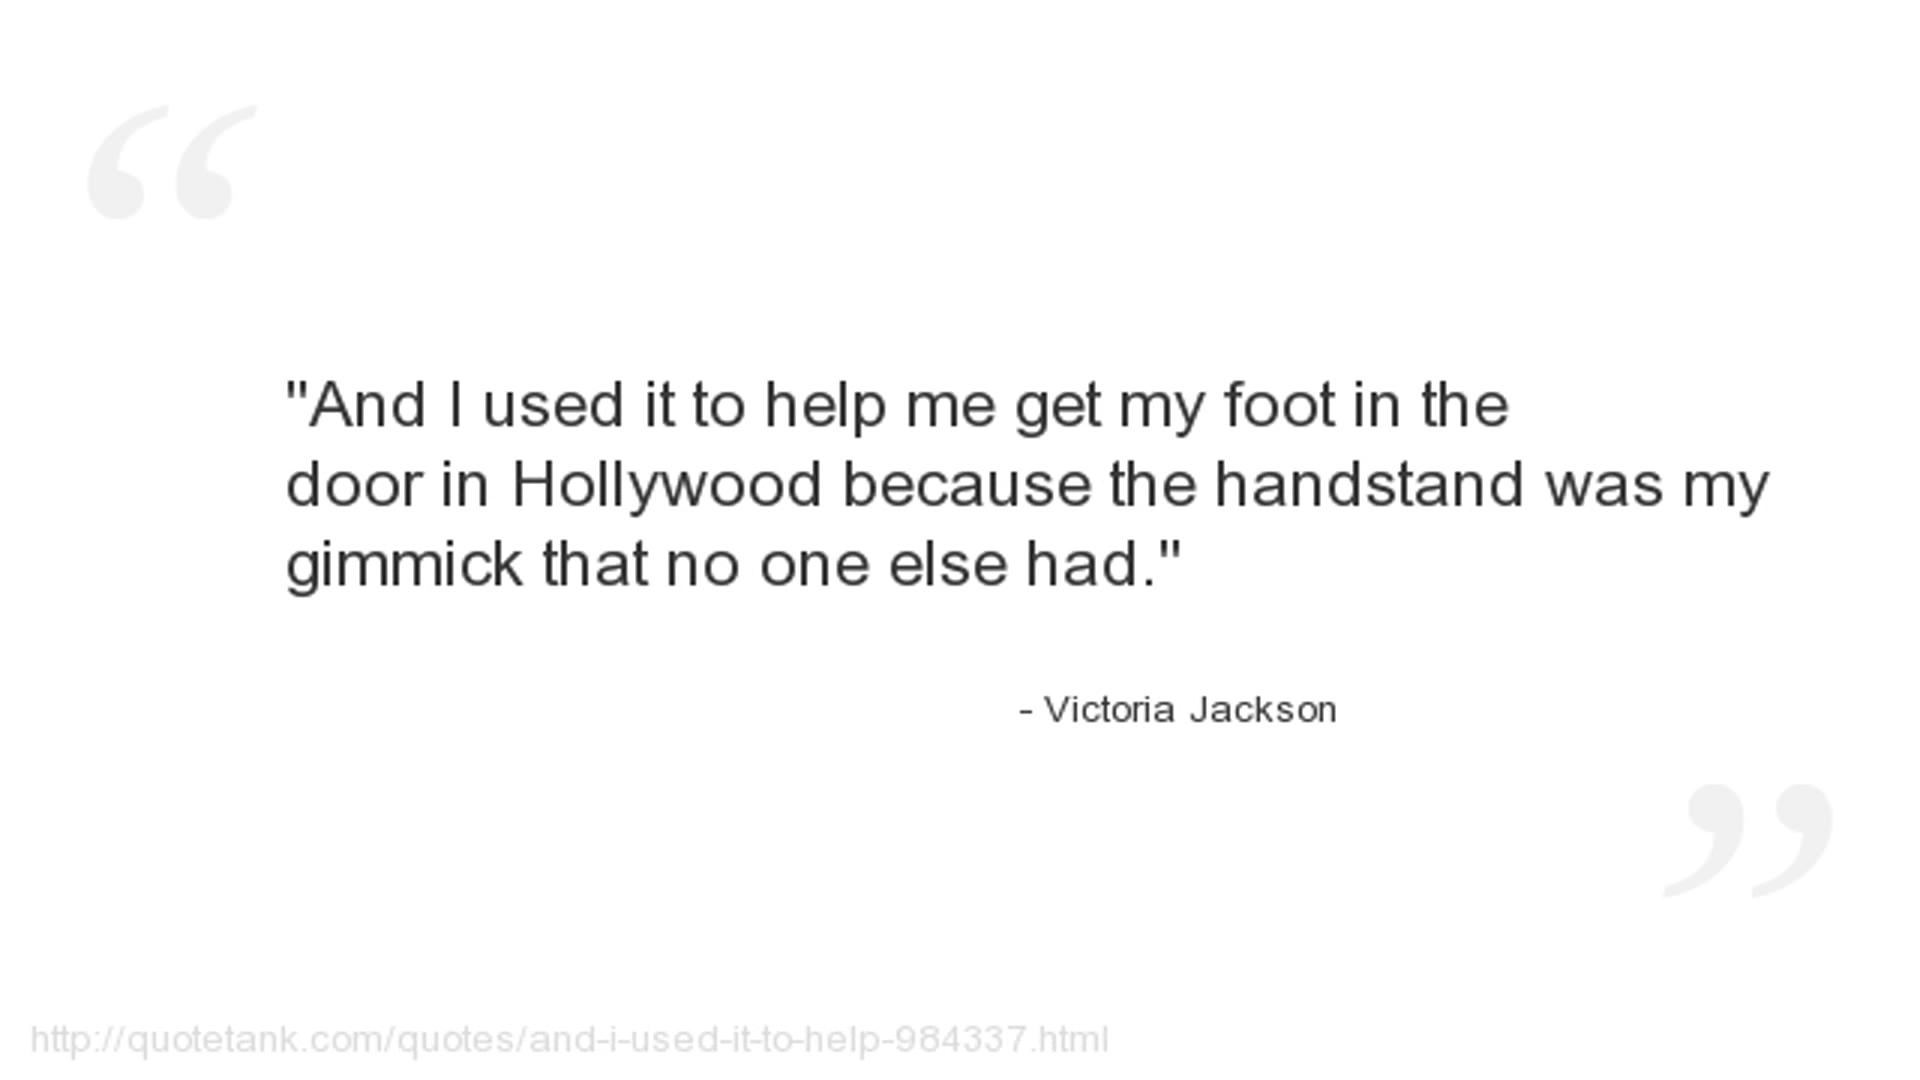 "And I used it to help me get my foot in the
door in Hollywood because the handstand was my
gimmick that no one else had."
- Victoria Jackson
http://quotetank.com/quotes/and-i-used-it-to-help-984337.html